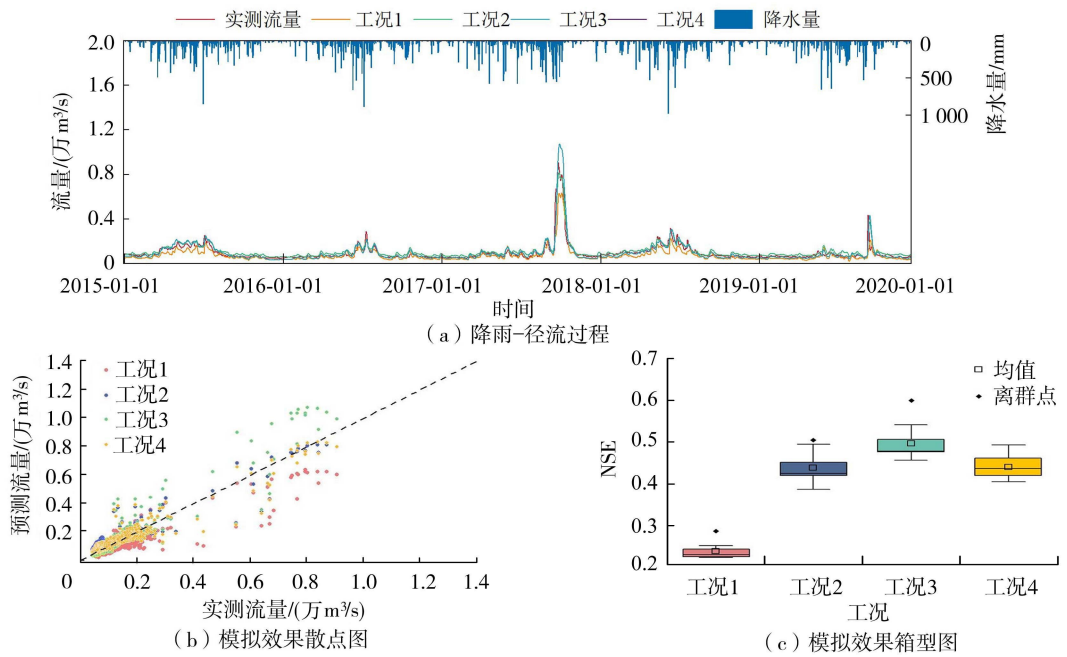 实测流量 工况1 工况2 工况3 工况4 降水量
2.0
1.6
1.2
0.8
0.4
0
流量/(万m³/s)
0
500
1 000
降水量/mm
2015-01-01 2016-01-01 2017-01-01 2018-01-01 2019-01-01 2020-01-01
时间
(a)降雨-径流过程
1.4
1.2
1.0
0.8
0.6
0.4
0.2
预测流量/(万m³/s)
工况1
工况2
工况3
工况4
0 0.2 0.4 0.6 0.8 1.0 1.2 1.4
实测流量/(万m³/s)
(b)模拟效果散点图
0.7
0.6
0.5
0.4
0.3
0.2
NSE
均值
离群点
工况1 工况2 工况3 工况4
工况
(c)模拟效果箱型图